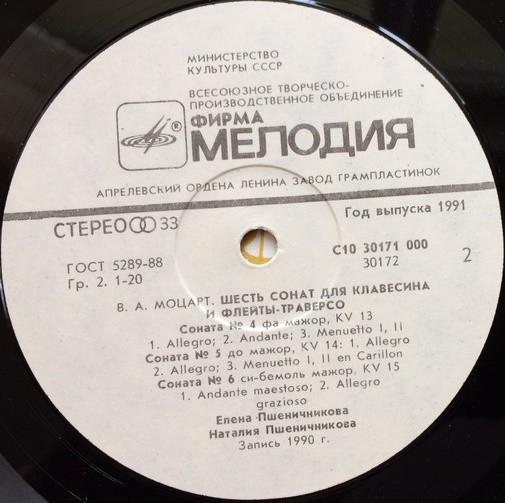 МИНИСТЕРСТВО
КУЛЬТУРЫ СССР
ВСЕСОЮЗНОЕ ТВОРЧЕСКО-
ПРОИЗВОДСТВЕННОЕ ОБЪЕДИНЕНИЕ
®
ФИРМА
МЕЛОДИЯ
АПРЕЛЕВСКИЙ ОРДЕНА ЛЕНИНА ЗАВОД ГРАМПЛАСТИНОК
СТЕРЕО 33
Год выпуска 1991
ГОСТ 5289-88
Гр. 2. 1-20
С10 30171 000
30172
2
В. А. МОЦАРТ. ШЕСТЬ СОНАТ ДЛЯ КЛАВЕСИНА
И ФЛЕЙТЫ-ТРАВЕРСО
Соната № 4 фа мажор, KV 13
1. Allegro; 2. Andante; 3. Menuetto I, II
Соната № 5 до мажор, KV 14: 1. Allegro
2. Allegro; 3. Menuetto I, II en Carillon
Соната № 6 си-бемоль мажор, KV 15
1. Andante maestoso; 2. Allegro
grazioso
Елена Пшеничникова
Наталия Пшеничникова
Запись 1990 г.